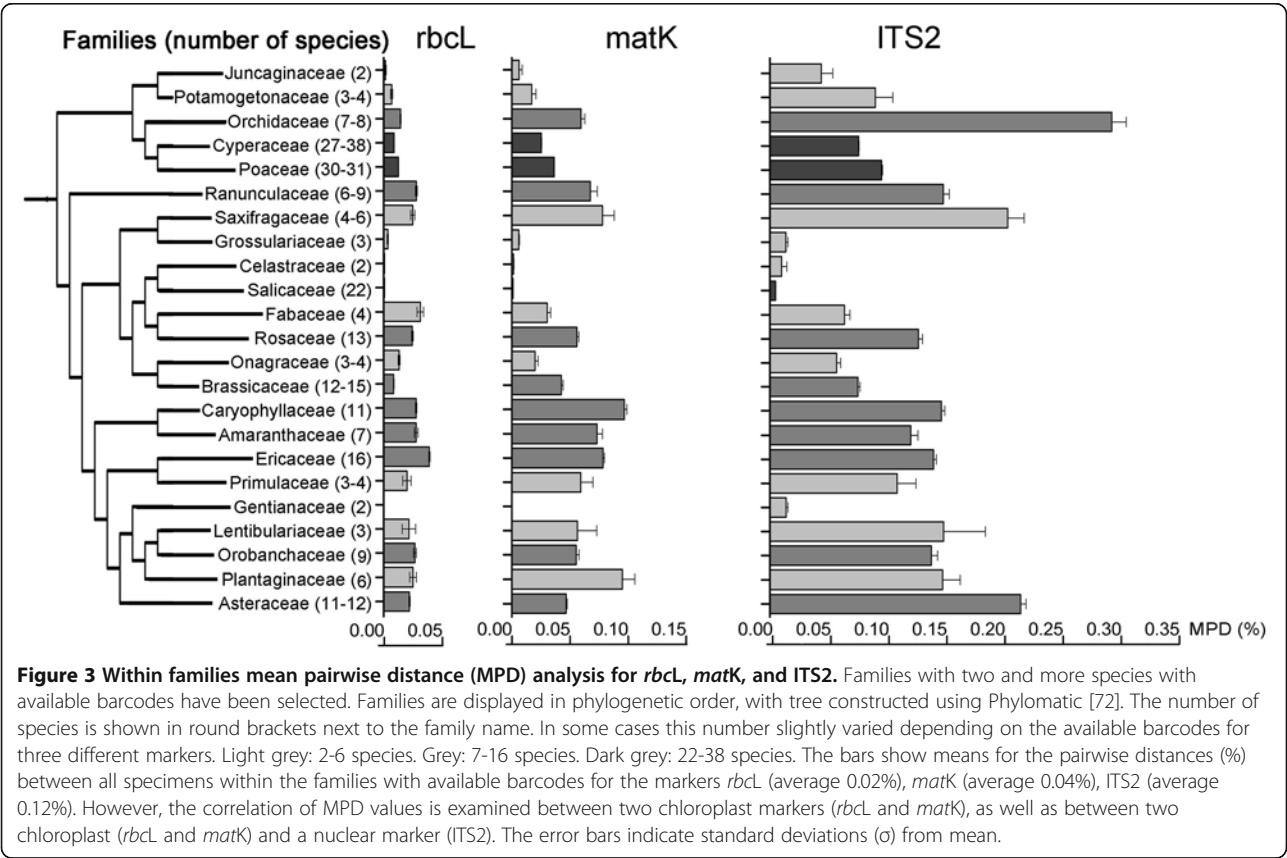 Families (number of species) rbcL matK ITS2
Juncaginaceae (2)
Potamogetonaceae (3-4)
Orchidaceae (7-8)
Cyperaceae (27-38)
Poaceae (30-31)
Ranunculaceae (6-9)
Saxifragaceae (4-6)
Grossulariaceae (3)
Celastraceae (2)
Salicaceae (22)
Fabaceae (4)
Rosaceae (13)
Onagraceae (3-4)
Brassicaceae (12-15)
Caryophyllaceae (11)
Amaranthaceae (7)
Ericaceae (16)
Primulaceae (3-4)
Gentianaceae (2)
Lentibulariaceae (3)
Orobanchaceae (9)
Plantaginaceae (6)
Asteraceae (11-12)
0.00 0.05 0.00 0.05 0.10 0.15 0.00 0.05 0.10 0.15 0.20 0.25 0.30 0.35 MPD (%)
Figure 3 Within families mean pairwise distance (MPD) analysis for rbcL, matK, and ITS2. Families with two and more species with
available barcodes have been selected. Families are displayed in phylogenetic order, with tree constructed using Phylomatic [72]. The number of
species is shown in round brackets next to the family name. In some cases this number slightly varied depending on the available barcodes for
three different markers. Light grey: 2-6 species. Grey: 7-16 species. Dark grey: 22-38 species. The bars show means for the pairwise distances (%)
between all specimens within the families with available barcodes for the markers rbcL (average 0.02%), matK (average 0.04%), ITS2 (average
0.12%). However, the correlation of MPD values is examined between two chloroplast markers (rbcL and matK), as well as between two
chloroplast (rbcL and matK) and a nuclear marker (ITS2). The error bars indicate standard deviations (σ) from mean.